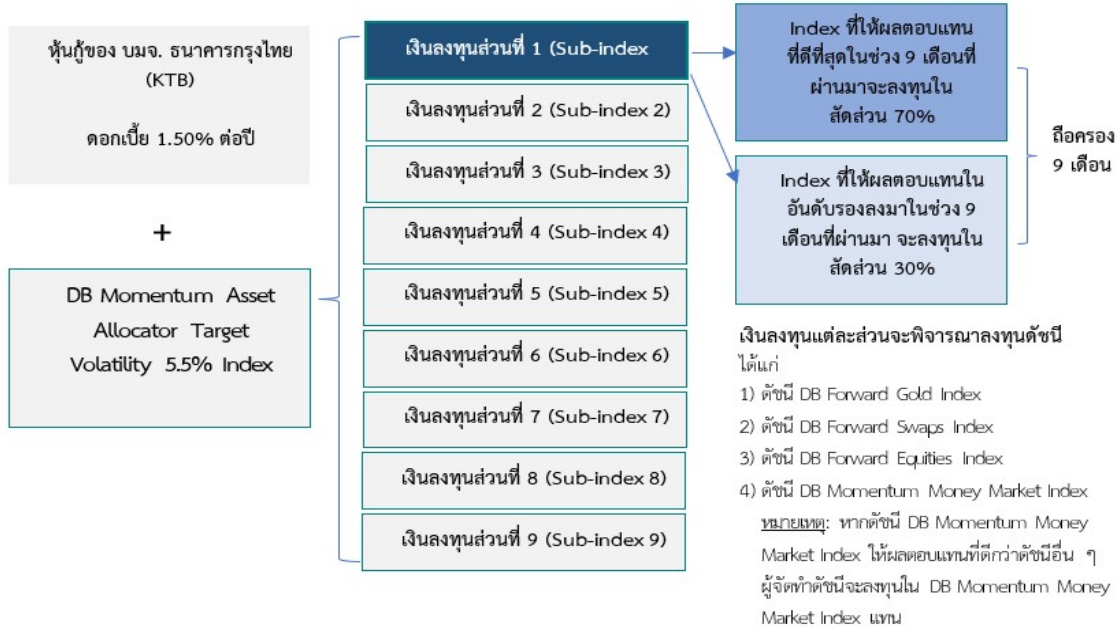 หุ้นกู้ของ บมจ. ธนาคารกรุงไทย
(KTB)
ดอกเบี้ย 1.50% ต่อปี
+
DB Momentum Asset
Allocator Target
Volatility 5.5% Index
เงินลงทุนส่วนที่ 1 (Sub-index
เงินลงทุนส่วนที่ 2 (Sub-index 2)
เงินลงทุนส่วนที่ 3 (Sub-index 3)
เงินลงทุนส่วนที่ 4 (Sub-index 4)
เงินลงทุนส่วนที่ 5 (Sub-index 5)
เงินลงทุนส่วนที่ 6 (Sub-index 6)
เงินลงทุนส่วนที่ 7 (Sub-index 7)
เงินลงทุนส่วนที่ 8 (Sub-index 8)
เงินลงทุนส่วนที่ 9 (Sub-index 9)
Index ที่ให้ผลตอบแทน
ที่ดีที่สุดในช่วง 9 เดือนที่
ผ่านมาจะลงทุนใน
สัดส่วน 70%
Index ที่ให้ผลตอบแทนใน
อันดับรองลงมาในช่วง 9
เดือนที่ผ่านมา จะลงทุนใน
สัดส่วน 30%
ถือครอง
9 เดือน
เงินลงทุนแต่ละส่วนจะพิจารณาลงทุนดัชนี
ได้แก่
1) ดัชนี DB Forward Gold Index
2) ดัชนี DB Forward Swaps Index
3) ดัชนี DB Forward Equities Index
4) ดัชนี DB Momentum Money Market Index
หมายเหตุ: หากดัชนี DB Momentum Money
Market Index ให้ผลตอบแทนที่ดีกว่าดัชนีอื่น ๆ
ผู้จัดทำดัชนีจะลงทุนใน DB Momentum Money
Market Index แทน